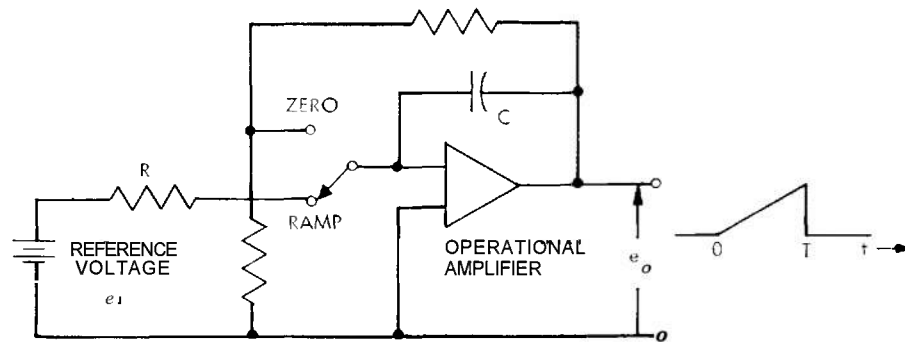 ZERO
C
R
RAMP
REFERENCE
VOLTAGE
e1
OPERATIONAL
AMPLIFIER
eo
0 T t
o